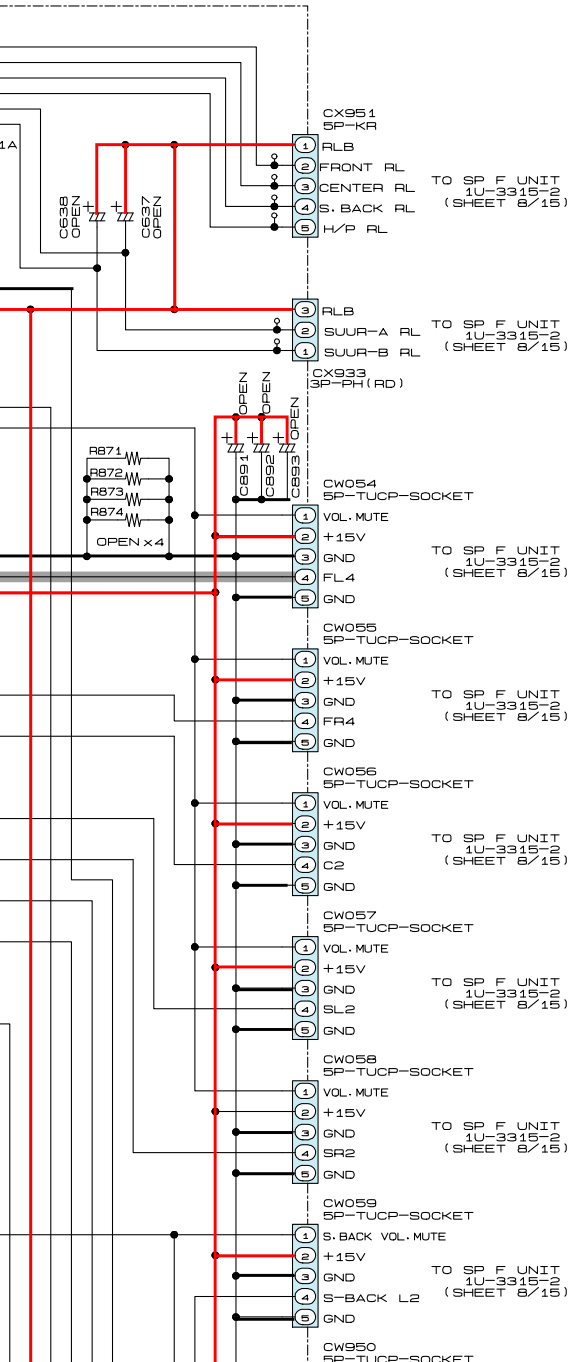 CX951
5P-KR
1A
1 RLB
2 FRONT RL
3 CENTER RL
4 S.BACK RL
5 H/P RL
TO SP F UNIT
1U-3315-2
(SHEET 8/15)
C638
OPEN
+
+
C637
OPEN
3 RLB
2 SUUR-A RL
1 SUUR-B RL
TO SP F UNIT
1U-3315-2
(SHEET 8/15)
CX933
3P-PH(RD)
OPEN
OPEN
OPEN
+
+
+
C891
C892
C893
R871
R872
R873
R874
OPEN x4
CW054
5P-TUCP-SOCKET
1 VOL.MUTE
2 +15V
3 GND
4 FL4
5 GND
TO SP F UNIT
1U-3315-2
(SHEET 8/15)
CW055
5P-TUCP-SOCKET
1 VOL.MUTE
2 +15V
3 GND
4 FR4
5 GND
TO SP F UNIT
1U-3315-2
(SHEET 8/15)
CW056
5P-TUCP-SOCKET
1 VOL.MUTE
2 +15V
3 GND
4 C2
5 GND
TO SP F UNIT
1U-3315-2
(SHEET 8/15)
CW057
5P-TUCP-SOCKET
1 VOL.MUTE
2 +15V
3 GND
4 SL2
5 GND
TO SP F UNIT
1U-3315-2
(SHEET 8/15)
CW058
5P-TUCP-SOCKET
1 VOL.MUTE
2 +15V
3 GND
4 SR2
5 GND
TO SP F UNIT
1U-3315-2
(SHEET 8/15)
CW059
5P-TUCP-SOCKET
1 S.BACK VOL.MUTE
2 +15V
3 GND
4 S-BACK L2
5 GND
TO SP F UNIT
1U-3315-2
(SHEET 8/15)
CW950
5P-TUCP-SOCKET